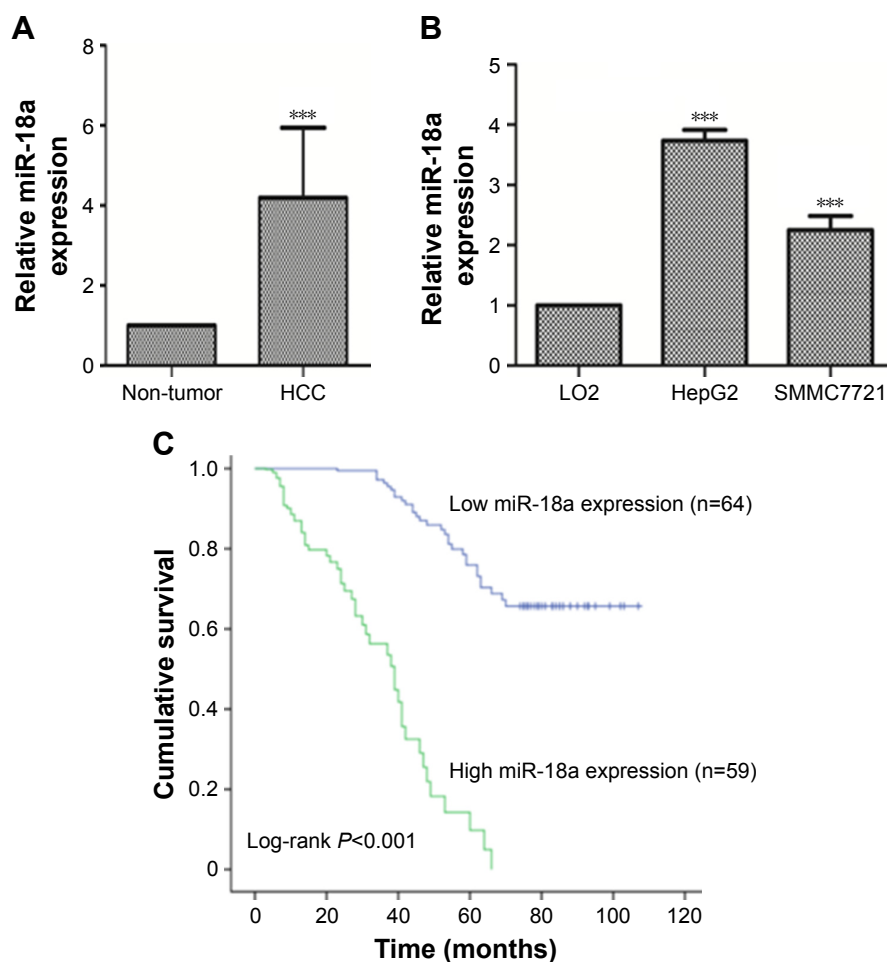 A
Relative miR-18a
expression
8
6
4
2
0
***
Non-tumor
HCC
B
Relative miR-18a
expression
5
4
3
2
1
0
***
***
LO2
HepG2
SMMC7721
C
Cumulative survival
1.0
0.8
0.6
0.4
0.2
0
Low miR-18a expression (n=64)
High miR-18a expression (n=59)
Log-rank P<0.001
0
20
40
60
80
100
120
Time (months)